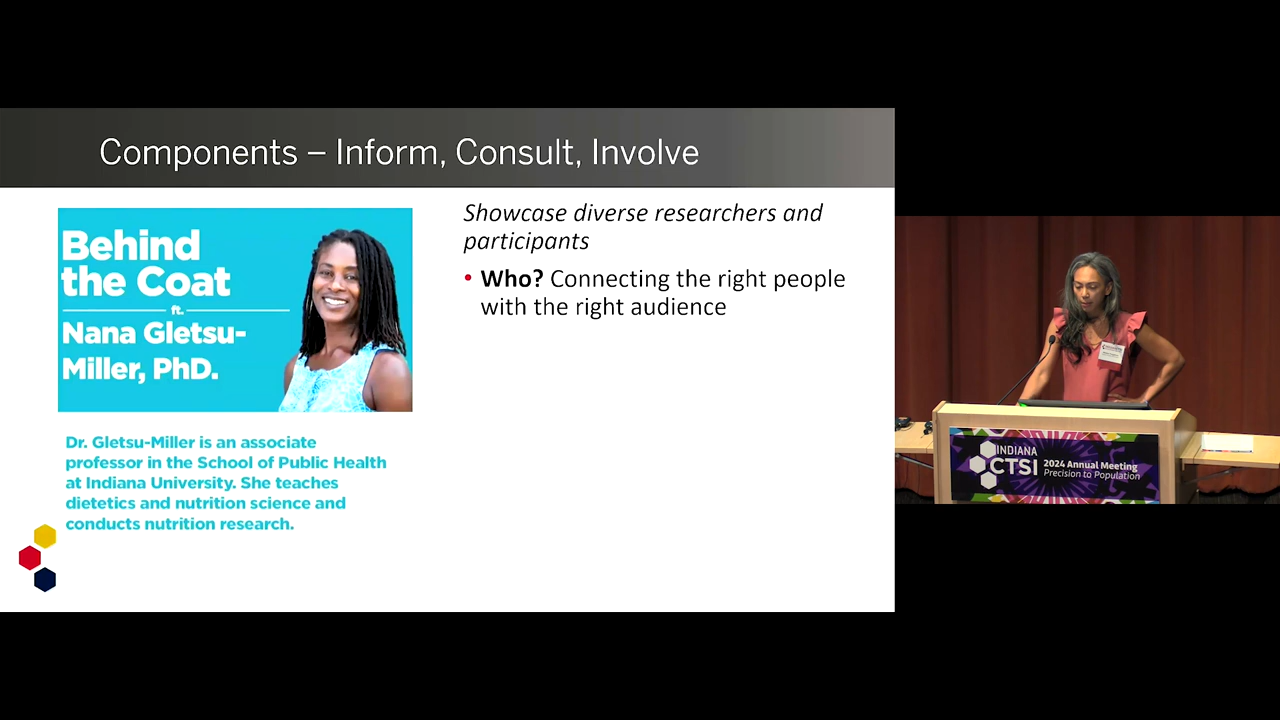 Components – Inform, Consult, Involve
Behind
the Coat
ft.
Nana Gletsu-
Miller, PhD.
Dr. Gletsu-Miller is an associate
professor in the School of Public Health
at Indiana University. She teaches
dietetics and nutrition science and
conducts nutrition research.
Showcase diverse researchers and
participants
• Who? Connecting the right people
with the right audience
INDIANA
CTSI
2024 Annual Meeting
Precision to Population